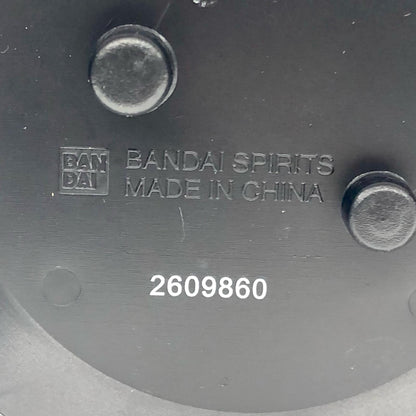 BAN
DAI
BANDAI SPIRITS
MADE IN CHINA
2609860